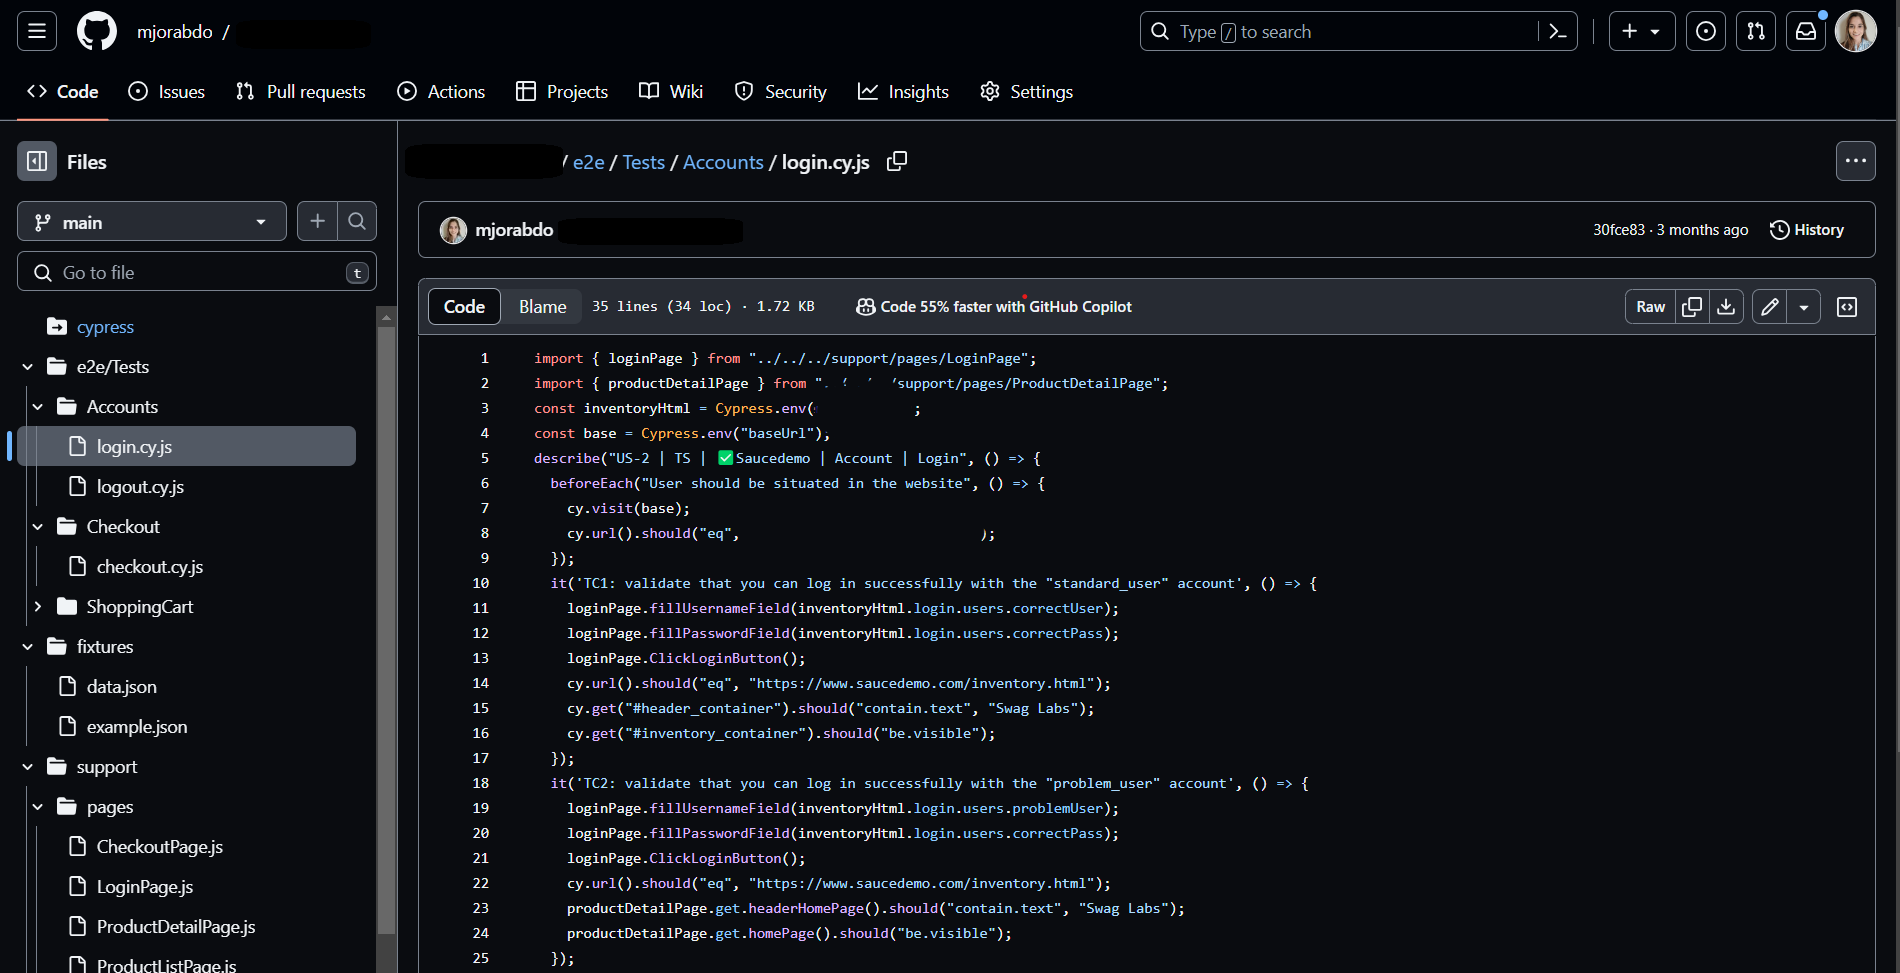 mjorabdo /
Type / to search
Code Issues Pull requests Actions Projects Wiki Security Insights Settings
Files
main
Go to file t
cypress
e2e/Tests
Accounts
login.cy.js
logout.cy.js
Checkout
checkout.cy.js
ShoppingCart
fixtures
data.json
example.json
support
pages
CheckoutPage.js
LoginPage.js
ProductDetailPage.js
ProductListPage.js
/ e2e / Tests / Accounts / login.cy.js
mjorabdo
30fce83 · 3 months ago History
Code Blame 35 lines (34 loc) · 1.72 KB Code 55% faster with GitHub Copilot Raw
1 import { loginPage } from "../../../support/pages/LoginPage";
2 import { productDetailPage } from ". support/pages/ProductDetailPage";
3 const inventoryHtml = Cypress.env( ;
4 const base = Cypress.env("baseUrl");
5 describe("US-2 | TS | ✅Saucedemo | Account | Login", () => {
6 beforeEach("User should be situated in the website", () => {
7 cy.visit(base);
8 cy.url().should("eq", );
9 });
10 it('TC1: validate that you can log in successfully with the "standard_user" account', () => {
11 loginPage.fillUsernameField(inventoryHtml.login.users.correctUser);
12 loginPage.fillPasswordField(inventoryHtml.login.users.correctPass);
13 loginPage.ClickLoginButton();
14 cy.url().should("eq", "https://www.saucedemo.com/inventory.html");
15 cy.get("#header_container").should("contain.text", "Swag Labs");
16 cy.get("#inventory_container").should("be.visible");
17 });
18 it('TC2: validate that you can log in successfully with the "problem_user" account', () => {
19 loginPage.fillUsernameField(inventoryHtml.login.users.problemUser);
20 loginPage.fillPasswordField(inventoryHtml.login.users.correctPass);
21 loginPage.ClickLoginButton();
22 cy.url().should("eq", "https://www.saucedemo.com/inventory.html");
23 productDetailPage.get.headerHomePage().should("contain.text", "Swag Labs");
24 productDetailPage.get.homePage().should("be.visible");
25 });